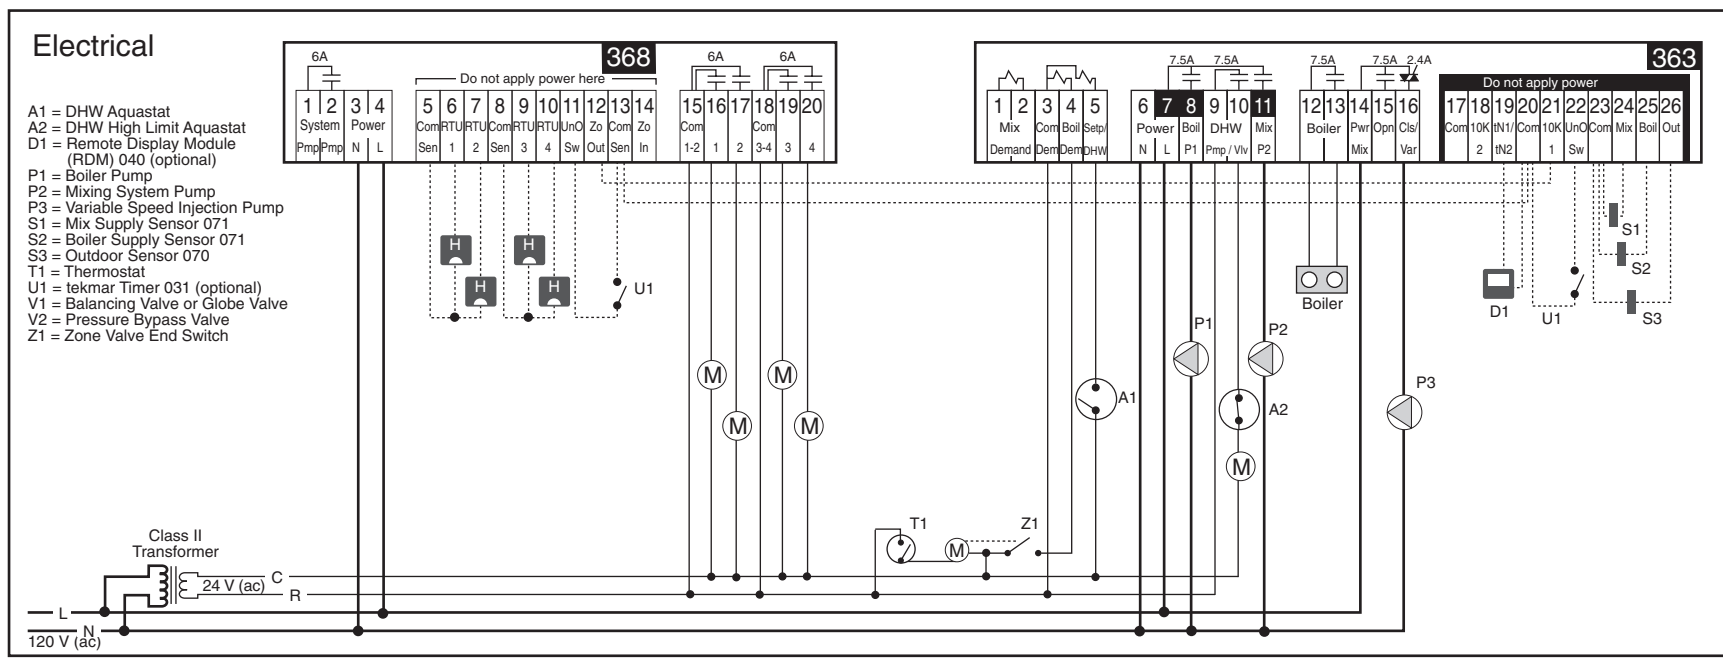 Electrical
A1 = DHW Aquastat
A2 = DHW High Limit Aquastat
D1 = Remote Display Module
(RDM) 040 (optional)
P1 = Boiler Pump
P2 = Mixing System Pump
P3 = Variable Speed Injection Pump
S1 = Mix Supply Sensor 071
S2 = Boiler Supply Sensor 071
S3 = Outdoor Sensor 070
T1 = Thermostat
U1 = tekmar Timer 031 (optional)
V1 = Balancing Valve or Globe Valve
V2 = Pressure Bypass Valve
Z1 = Zone Valve End Switch
368
6A 6A 6A
Do not apply power here
1 2 3 4 5 6 7 8 9 10 11 12 13 14 15 16 17 18 19 20
System Power Com RTU RTU Com RTU RTU UnO Zo Com Zo Com Com
Pmp Pmp N L Sen 1 2 Sen 3 4 Sw Out Sen In 1-2 1 2 3-4 3 4
363
7.5A 7.5A 7.5A 7.5A 2.4A
Do not apply power
1 2 3 4 5 6 7 8 9 10 11 12 13 14 15 16 17 18 19 20 21 22 23 24 25 26
Mix Com Boil Setp/ Power Boil DHW Mix Boiler Pwr Opn Cls/ Com 10K tN1/ Com 10K UnO Com Mix Boil Out
Demand Dem Dem DHW N L P1 Pmp / Vlv P2 Mix Var 2 tN2 1 Sw
H H
H H
U1
S1
S2
S3
D1
U1
Boiler
P1
P2
P3
A1
A2
M M
M M
M
T1
M
Z1
Class II
Transformer
24 V (ac)
C
R
L
N
120 V (ac)